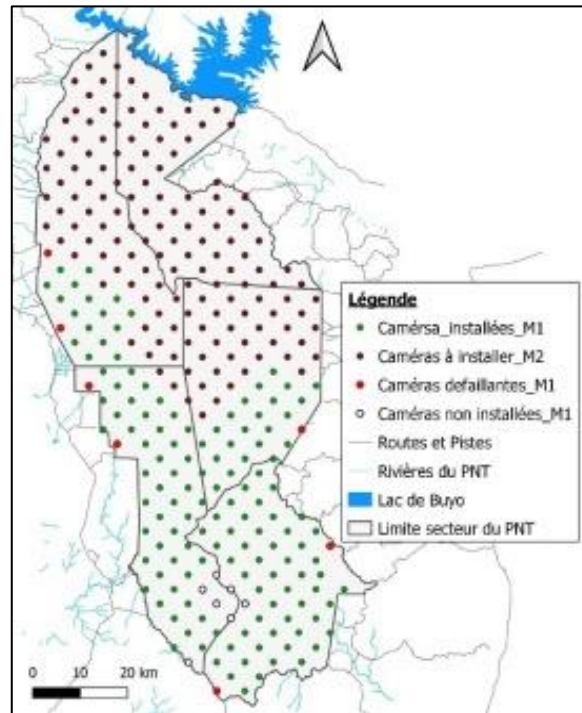 Légende
Camérsa_installées_M1
Caméras à installer_M2
Caméras defaillantes_M1
Caméras non installées_M1
Routes et Pistes
Rivières du PNT
Lac de Buyo
Limite secteur du PNT
0 10 20 km